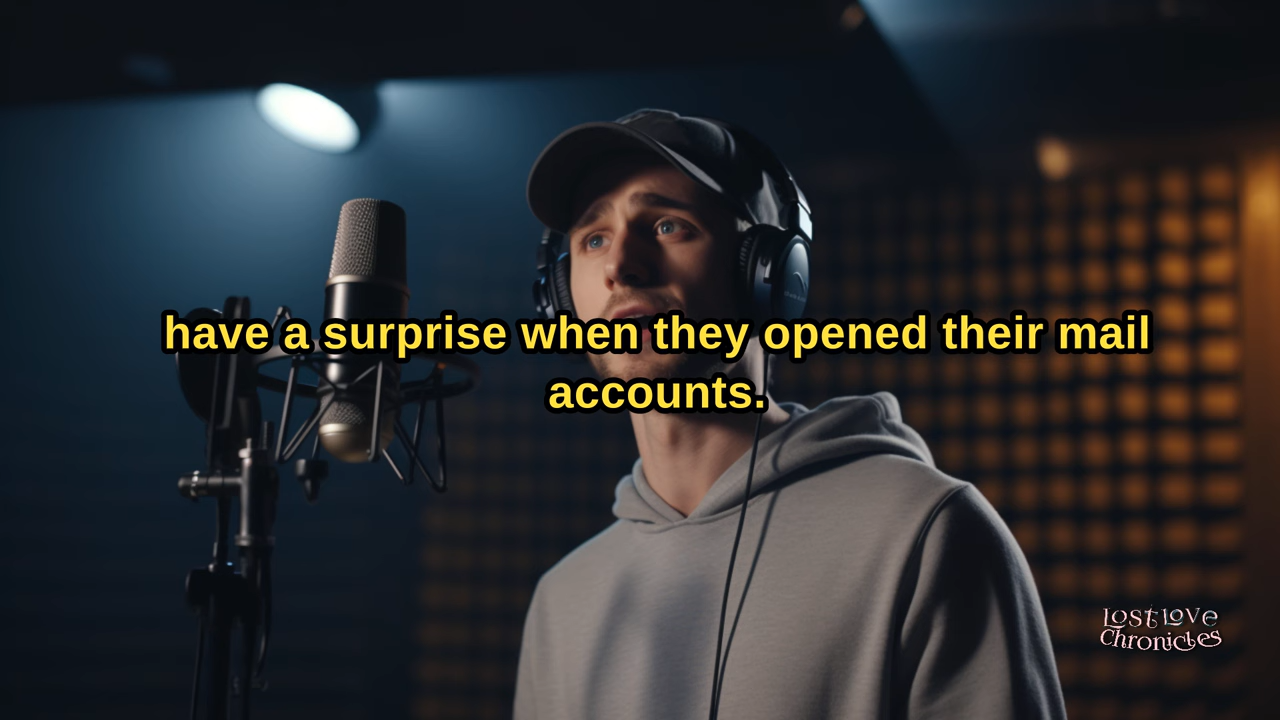 have a surprise when they opened their mail
accounts.
Lost love
Chronicles